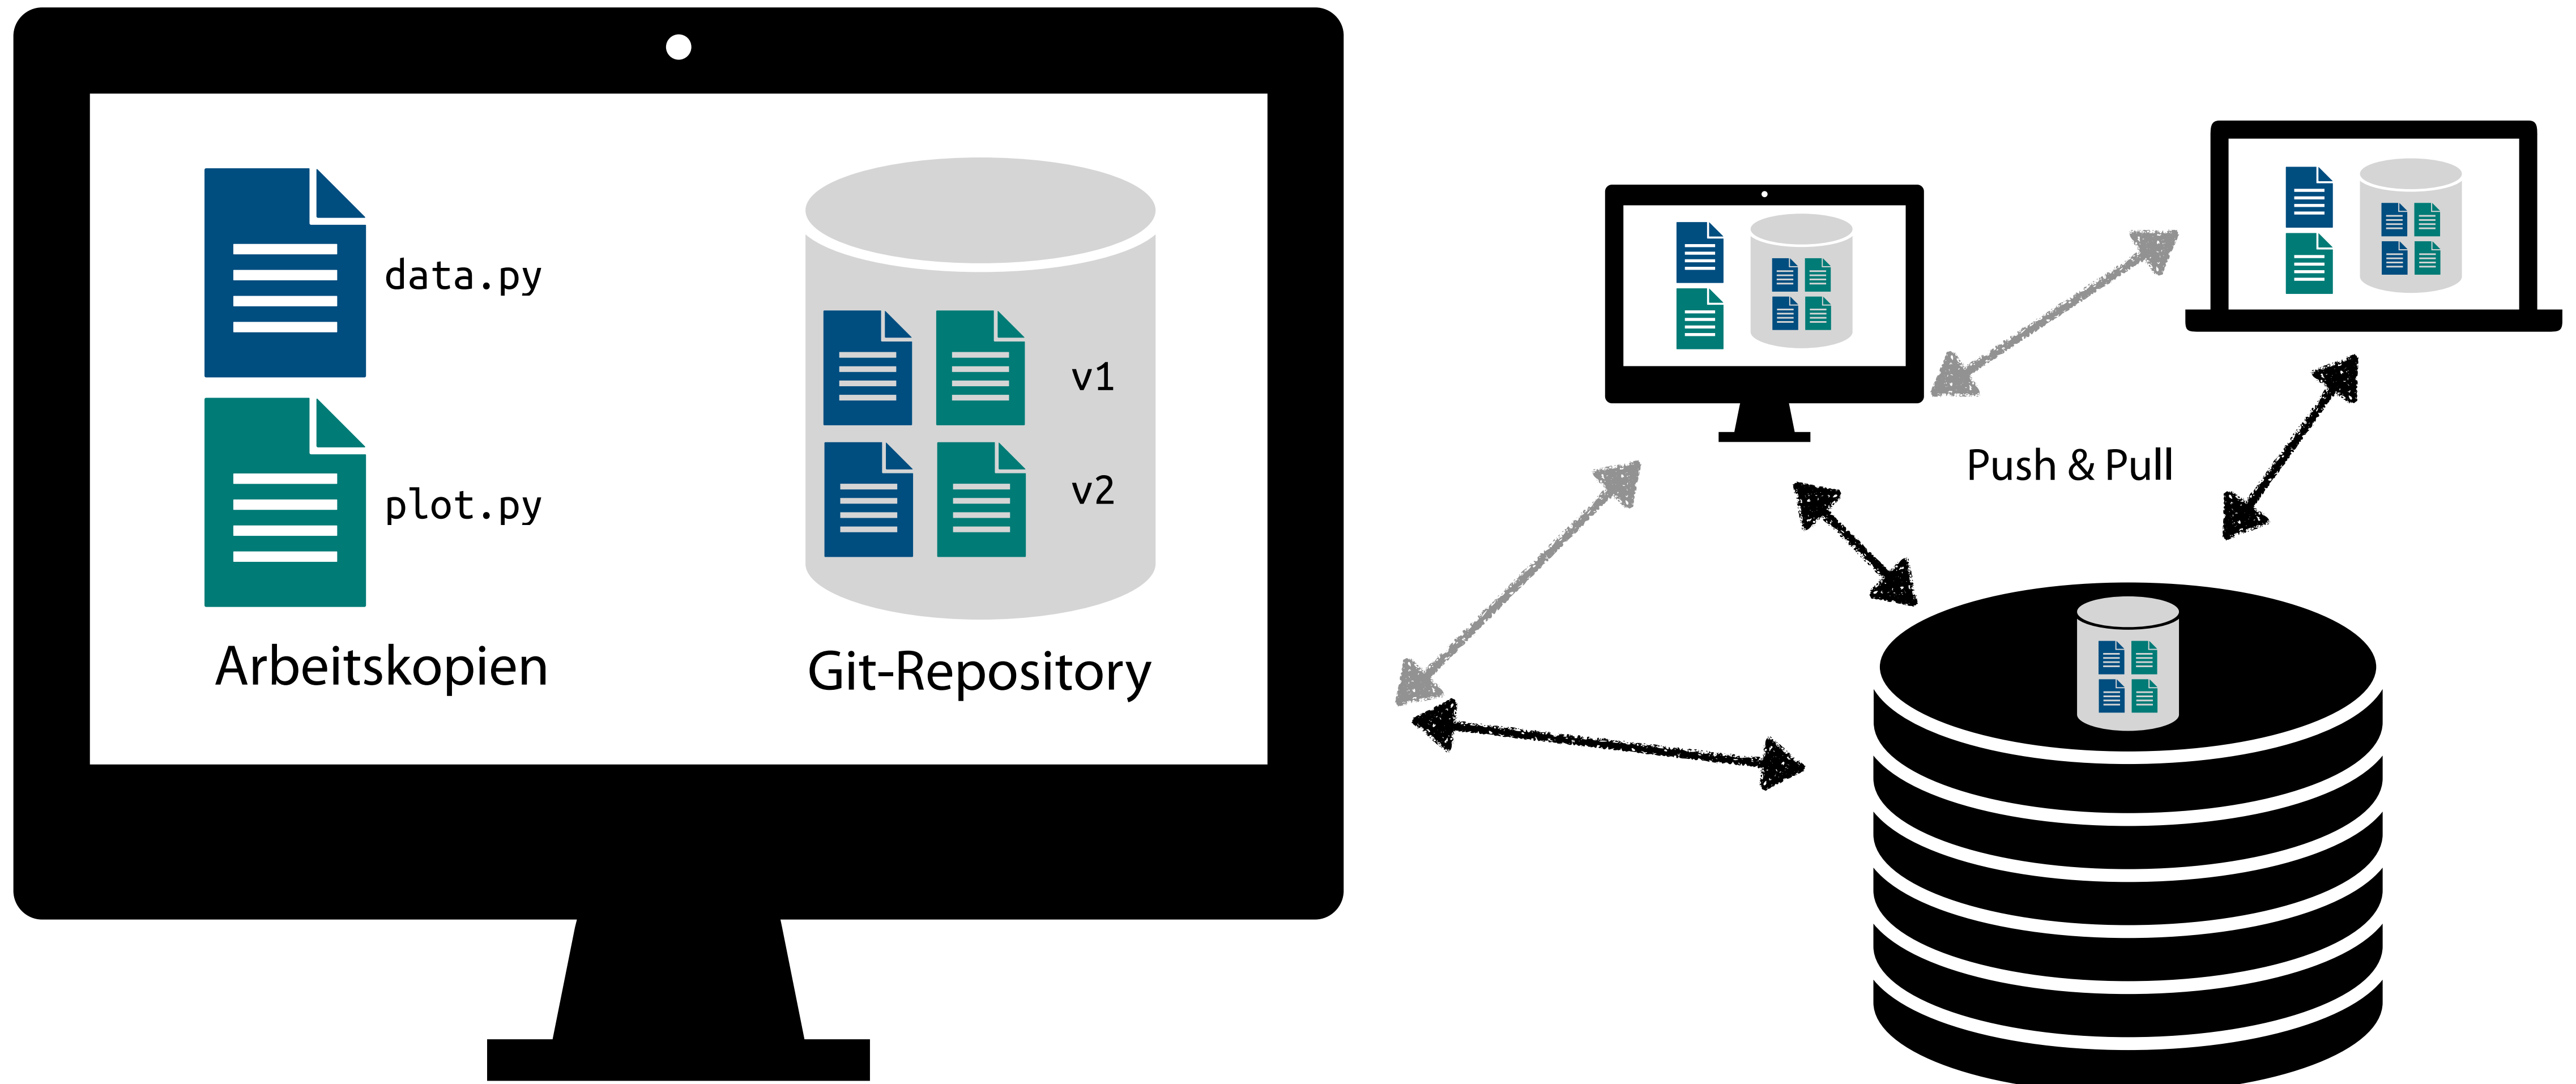 data.py
plot.py
Arbeitskopien
v1
v2
Git-Repository
Push & Pull